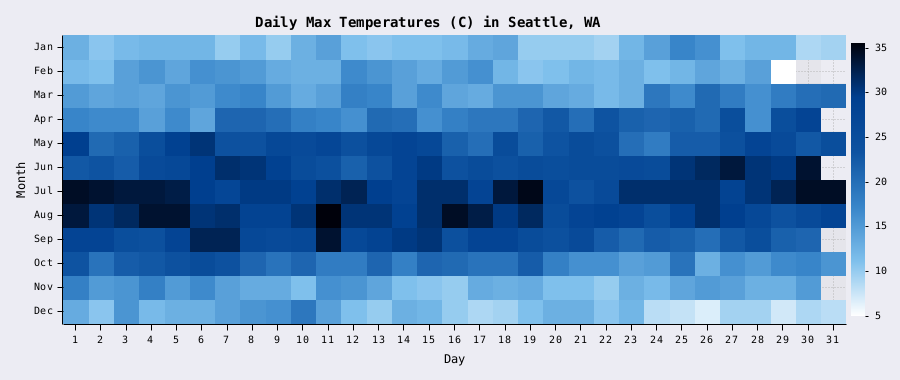 Daily Max Temperatures (C) in Seattle, WA
Jan
Feb
Mar
Apr
May
Jun
Jul
Aug
Sep
Oct
Nov
Dec
Month
35
30
25
20
15
10
5
1 2 3 4 5 6 7 8 9 10 11 12 13 14 15 16 17 18 19 20 21 22 23 24 25 26 27 28 29 30 31
Day